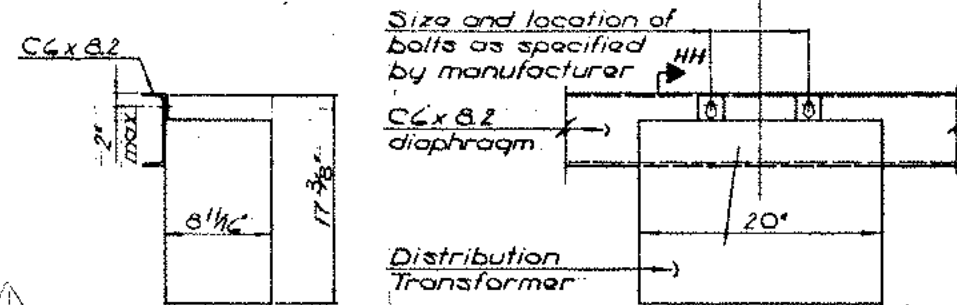 C6 x 8.2
2"
max
8 11/16"
17 3/8"
Size and location of
bolts as specified
by manufacturer
HH
C6 x 8.2
diaphragm
20"
Distribution
Transformer